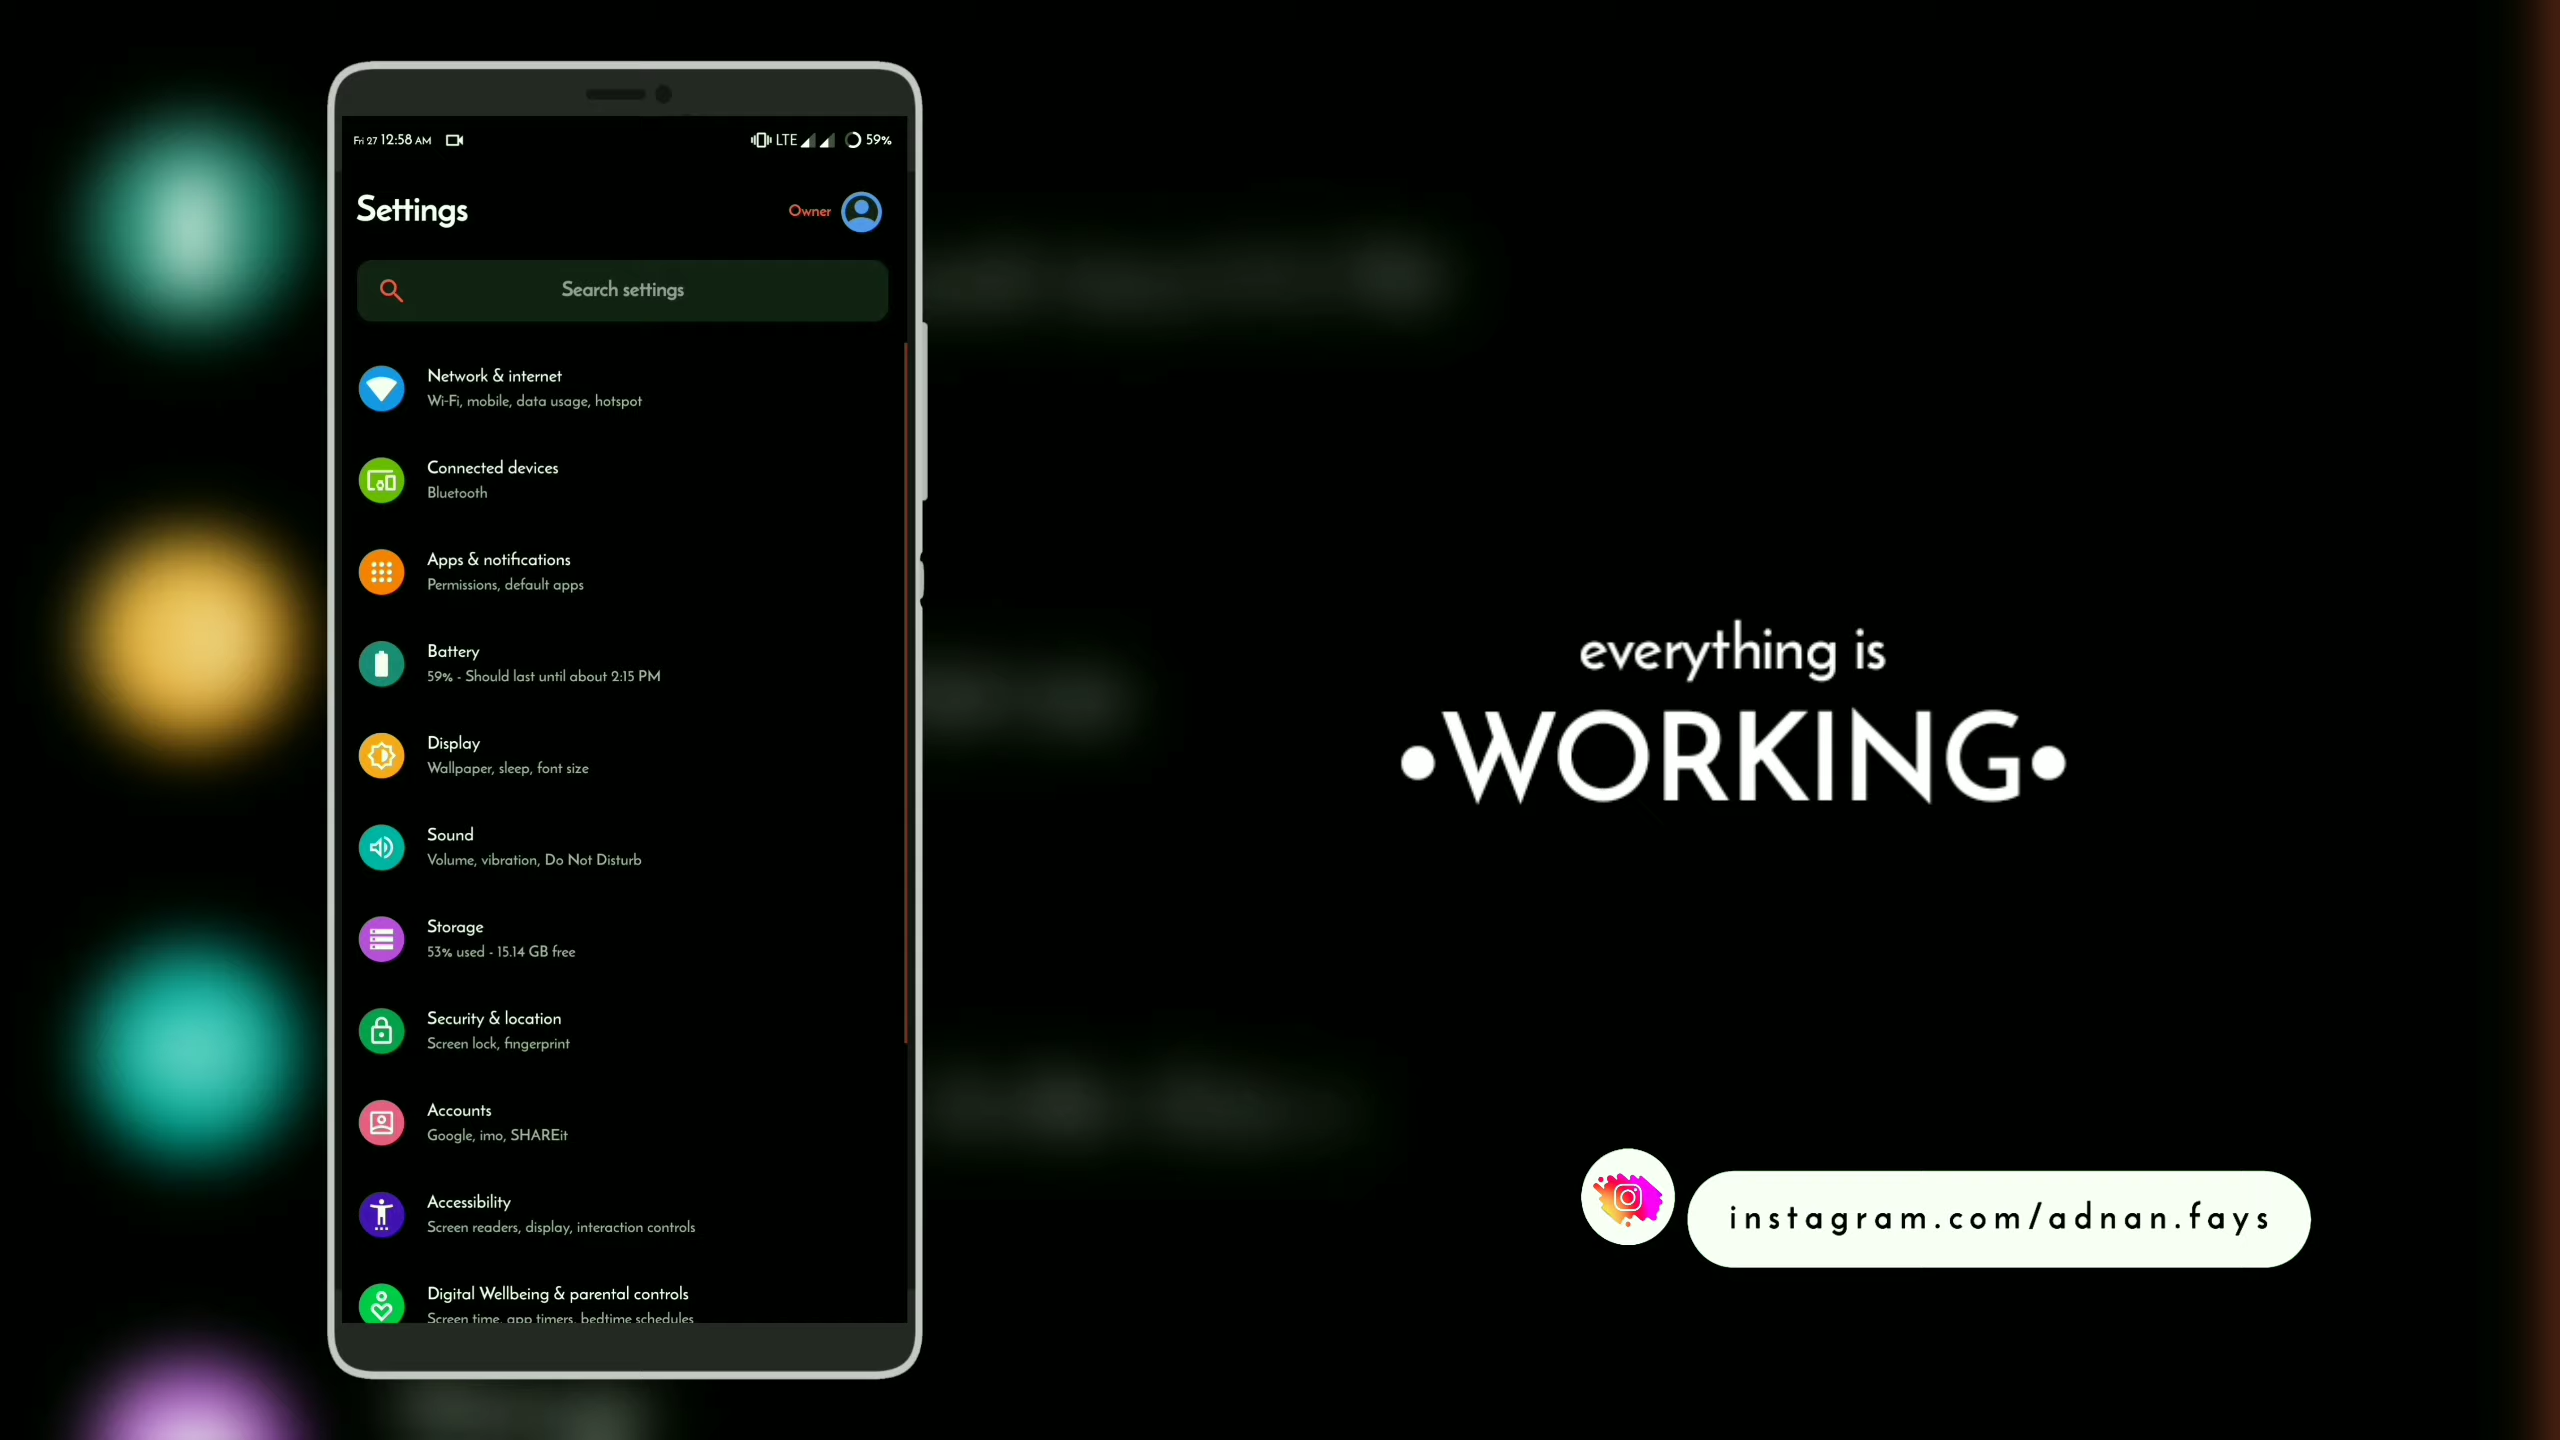 Fri 27 12:58 AM
LTE 59%
Settings
Owner
Search settings
Network & internet
Wi-Fi, mobile, data usage, hotspot
Connected devices
Bluetooth
Apps & notifications
Permissions, default apps
Battery
59% - Should last until about 2:15 PM
Display
Wallpaper, sleep, font size
Sound
Volume, vibration, Do Not Disturb
Storage
53% used - 15.14 GB free
Security & location
Screen lock, fingerprint
Accounts
Google, imo, SHAREit
Accessibility
Screen readers, display, interaction controls
Digital Wellbeing & parental controls
Screen time, app timers, bedtime schedules
everything is
•WORKING•
instagram.com/adnan.fays